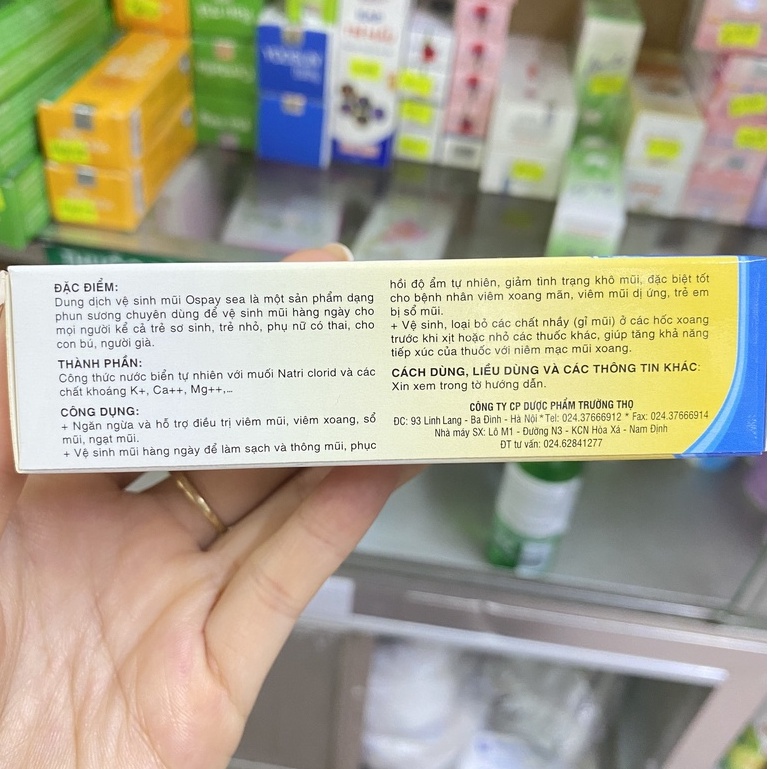 ĐẶC ĐIỂM:
Dung dịch vệ sinh mũi Ospay sea là một sản phẩm dạng
phun sương chuyên dùng để vệ sinh mũi hàng ngày cho
mọi người kể cả trẻ sơ sinh, trẻ nhỏ, phụ nữ có thai, cho
con bú, người già.
THÀNH PHẦN:
Công thức nước biển tự nhiên với muối Natri clorid và các
chất khoáng K+, Ca++, Mg++,...
CÔNG DỤNG:
+ Ngăn ngừa và hỗ trợ điều trị viêm mũi, viêm xoang, sổ
mũi, ngạt mũi.
+ Vệ sinh mũi hàng ngày để làm sạch và thông mũi, phục
hồi độ ẩm tự nhiên, giảm tình trạng khô mũi, đặc biệt tốt
cho bệnh nhân viêm xoang mãn, viêm mũi dị ứng, trẻ em
bị sổ mũi.
+ Vệ sinh, loại bỏ các chất nhầy (gỉ mũi) ở các hốc xoang
trước khi xịt hoặc nhỏ các thuốc khác, giúp tăng khả năng
tiếp xúc của thuốc với niêm mạc mũi xoang.
CÁCH DÙNG, LIỀU DÙNG VÀ CÁC THÔNG TIN KHÁC:
Xin xem trong tờ hướng dẫn.
CÔNG TY CP DƯỢC PHẨM TRƯỜNG THỌ
ĐC: 93 Linh Lang - Ba Đình - Hà Nội * Tel: 024.37666912 * Fax: 024.37666914
Nhà máy SX: Lô M1 - Đường N3 - KCN Hòa Xá - Nam Định
ĐT tư vấn: 024.62841277